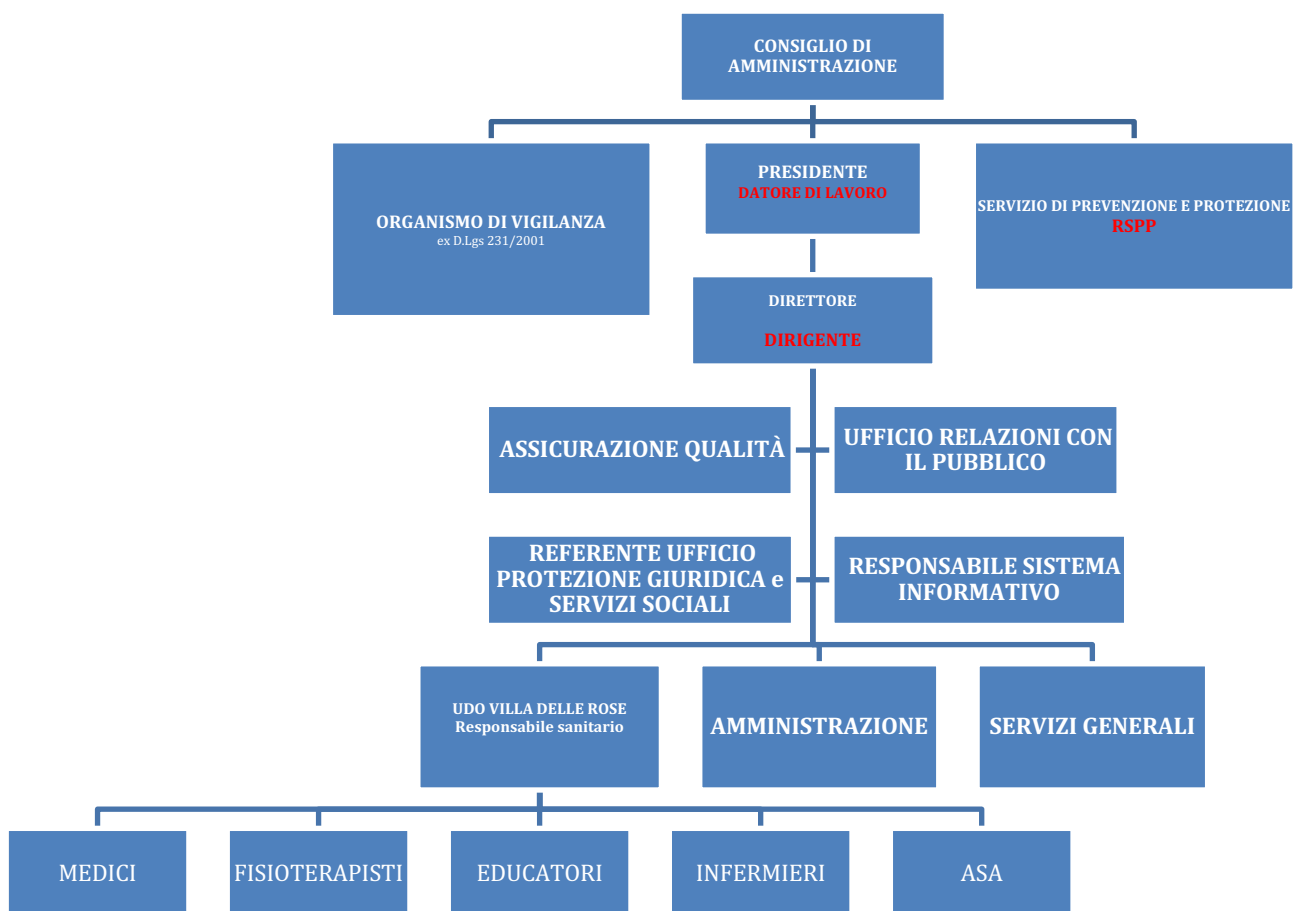 CONSIGLIO DI
AMMINISTRAZIONE
ORGANISMO DI VIGILANZA
ex D.Lgs 231/2001
PRESIDENTE
DATORE DI LAVORO
SERVIZIO DI PREVENZIONE E PROTEZIONE
RSPP
DIRETTORE
DIRIGENTE
ASSICURAZIONE QUALITÀ
UFFICIO RELAZIONI CON
IL PUBBLICO
REFERENTE UFFICIO
PROTEZIONE GIURIDICA e
SERVIZI SOCIALI
RESPONSABILE SISTEMA
INFORMATIVO
UDO VILLA DELLE ROSE
Responsabile sanitario
AMMINISTRAZIONE
SERVIZI GENERALI
MEDICI
FISIOTERAPISTI
EDUCATORI
INFERMIERI
ASA